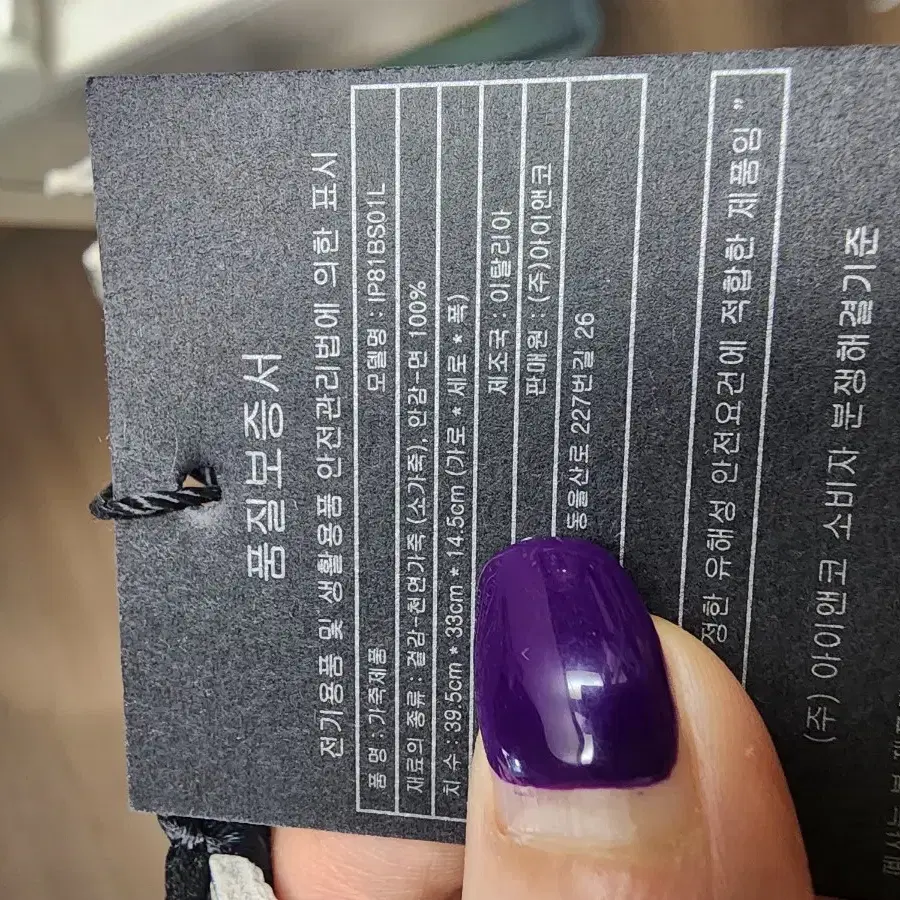 품질보증서
전기용품 및 생활용품 안전관리법에 의한 표시
품 명 : 가죽제품 모델명 : IP81BS01L
재료의 종류 : 겉감-천연가죽 (소가죽), 안감-면 100%
치 수 : 39.5cm * 33cm * 14.5cm (가로 * 세로 * 폭)
제조국 : 이탈리아
판매원 : (주)아이앤코
동울산로 227번길 26
정한 유해성 안전요건에 적합한 제품임 ”
(주) 아이앤코 소비자 분쟁해결기준